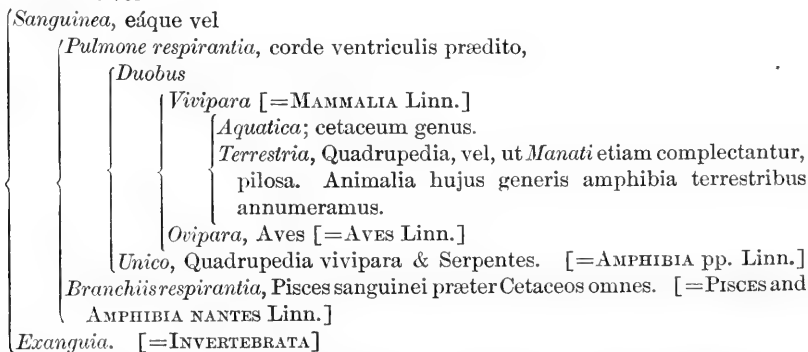 Sanguinea, eáque vel
Pulmone respirantia, corde ventriculis prædito,
Duobus
Vivipara [=MAMMALIA Linn.]
Aquatica; cetaceum genus.
Terrestria, Quadrupedia, vel, ut Manati etiam complectantur,
pilosa. Animalia hujus generis amphibia terrestribus
annumeramus.
Ovipara, Aves [=AVES Linn.]
Unico, Quadrupedia vivipara & Serpentes. [=AMPHIBIA pp. Linn.]
Branchiis respirantia, Pisces sanguinei præter Cetaceos omnes. [=PISCES and
AMPHIBIA NANTES Linn.]
Exanguia. [=INVERTEBRATA]